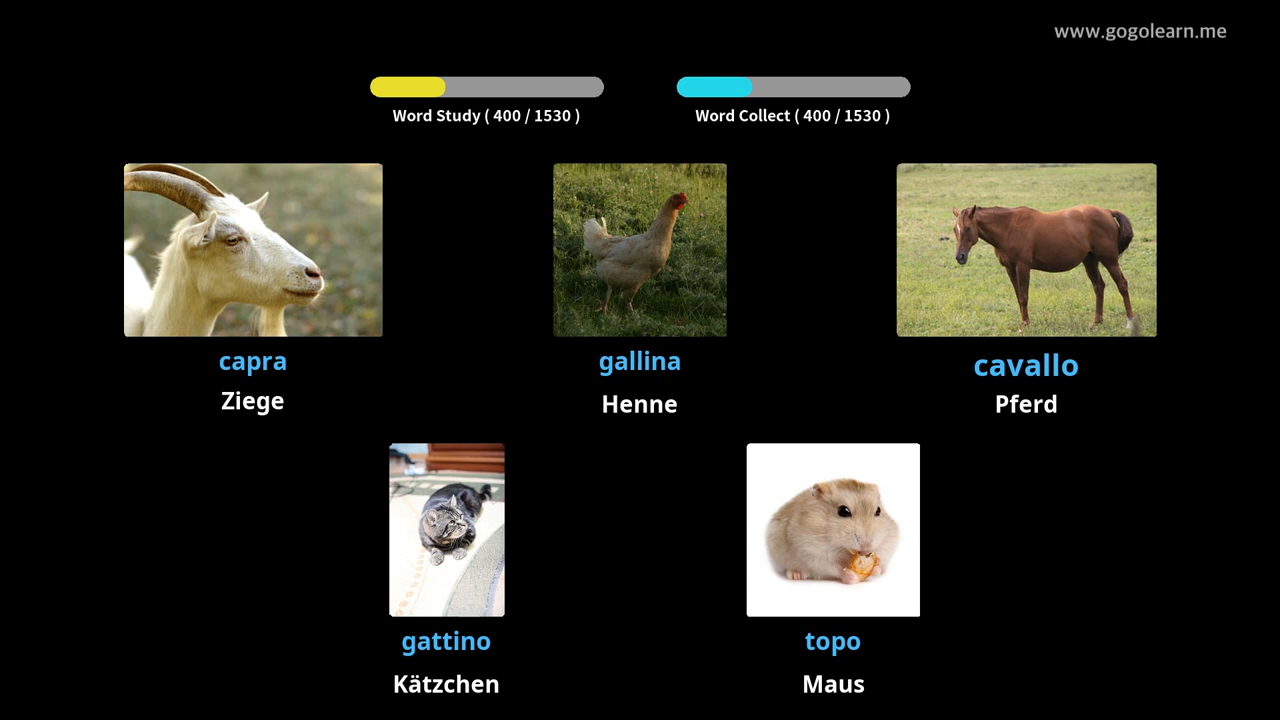 www.gogolearn.me
Word Study ( 400 / 1530 )
Word Collect ( 400 / 1530 )
capra
Ziege
gallina
Henne
cavallo
Pferd
gattino
Kätzchen
topo
Maus